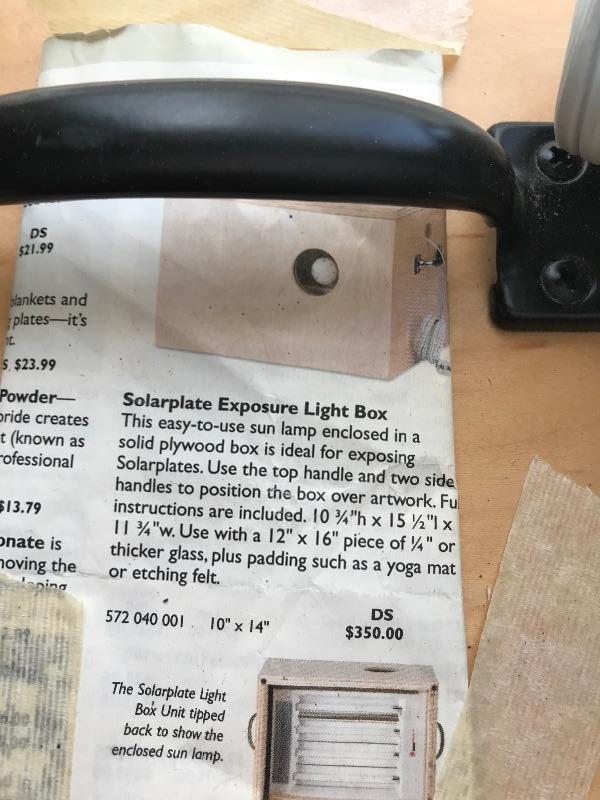 DS
$21.99
blankets and
plates—it's
$23.99
Powder—
creates
t (known as
rofessional
$13.79
is
moving the
Solarplate Exposure Light Box
This easy-to-use sun lamp enclosed in a
solid plywood box is ideal for exposing
Solarplates. Use the top handle and two side
handles to position the box over artwork. Fu
instructions are included. 10 ¾"h x 15 ½"l x
11 ¾"w. Use with a 12" x 16" piece of ¼" or
thicker glass, plus padding such as a yoga mat
or etching felt.
572 040 001 10" x 14"
DS
$350.00
The Solarplate Light
Box Unit tipped
back to show the
enclosed sun lamp.